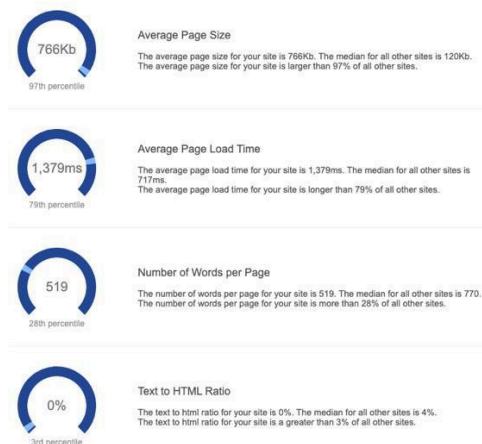 766Kb
97th percentile
Average Page Size
The average page size for your site is 766Kb. The median for all other sites is 120Kb.
The average page size for your site is larger than 97% of all other sites.
1,379ms
79th percentile
Average Page Load Time
The average page load time for your site is 1,379ms. The median for all other sites is
717ms.
The average page load time for your site is longer than 79% of all other sites.
519
28th percentile
Number of Words per Page
The number of words per page for your site is 519. The median for all other sites is 770.
The number of words per page for your site is more than 28% of all other sites.
0%
3rd percentile
Text to HTML Ratio
The text to html ratio for your site is 0%. The median for all other sites is 4%.
The text to html ratio for your site is a greater than 3% of all other sites.